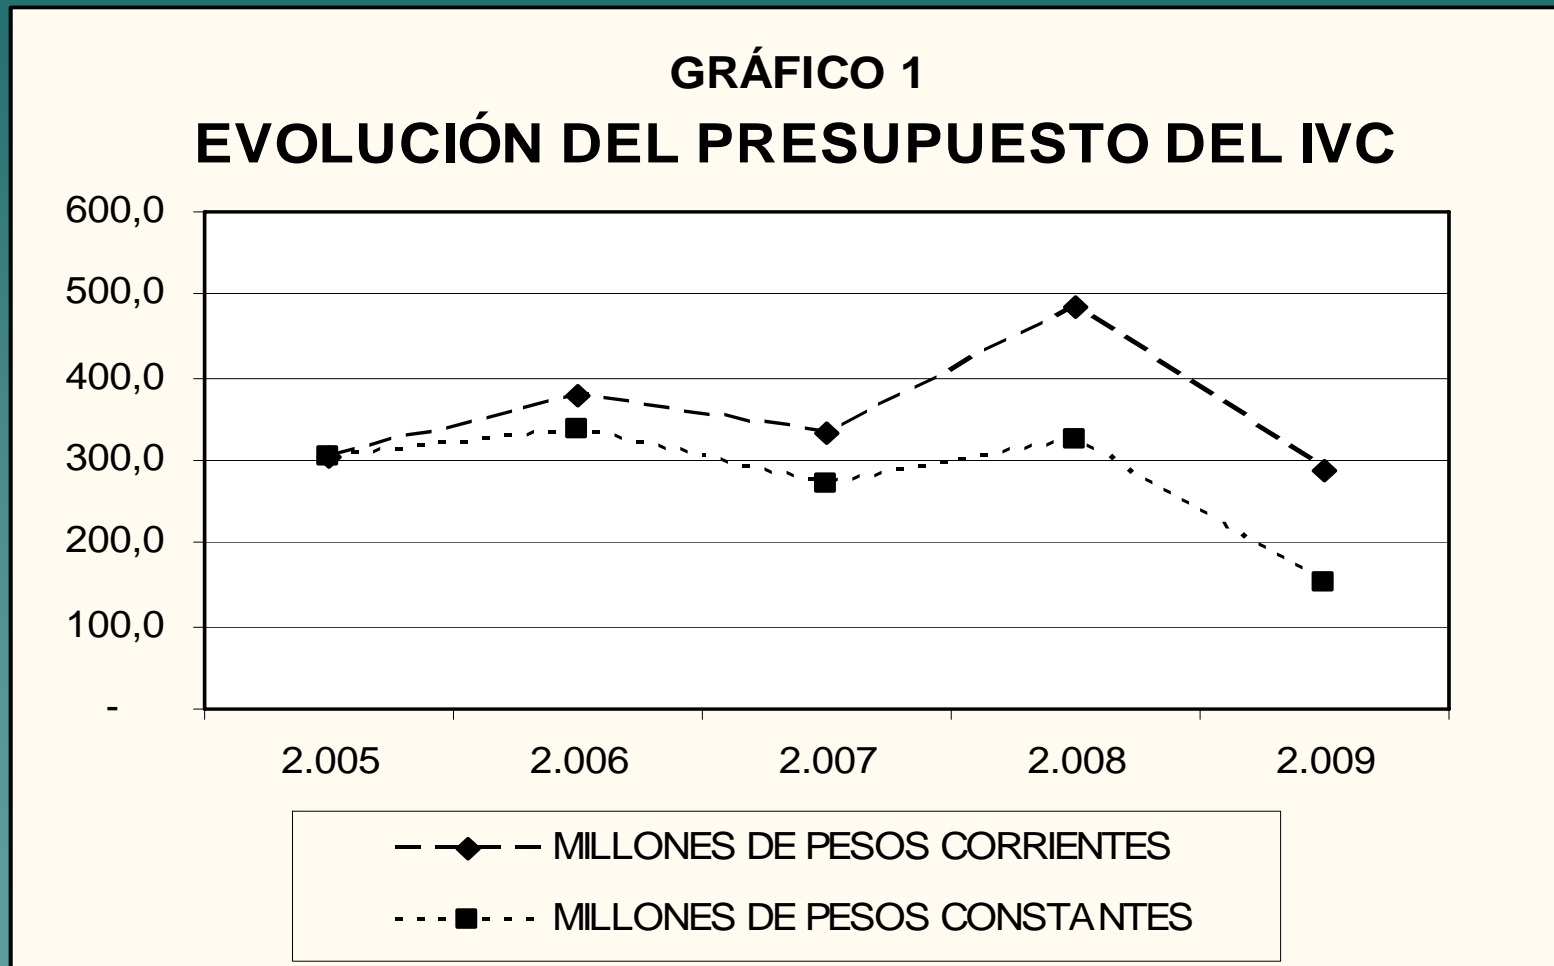 GRÁFICO 1
EVOLUCIÓN DEL PRESUPUESTO DEL IVC
600,0
500,0
400,0
300,0
200,0
100,0
-
2.005 2.006 2.007 2.008 2.009
MILLONES DE PESOS CORRIENTES
MILLONES DE PESOS CONSTANTES